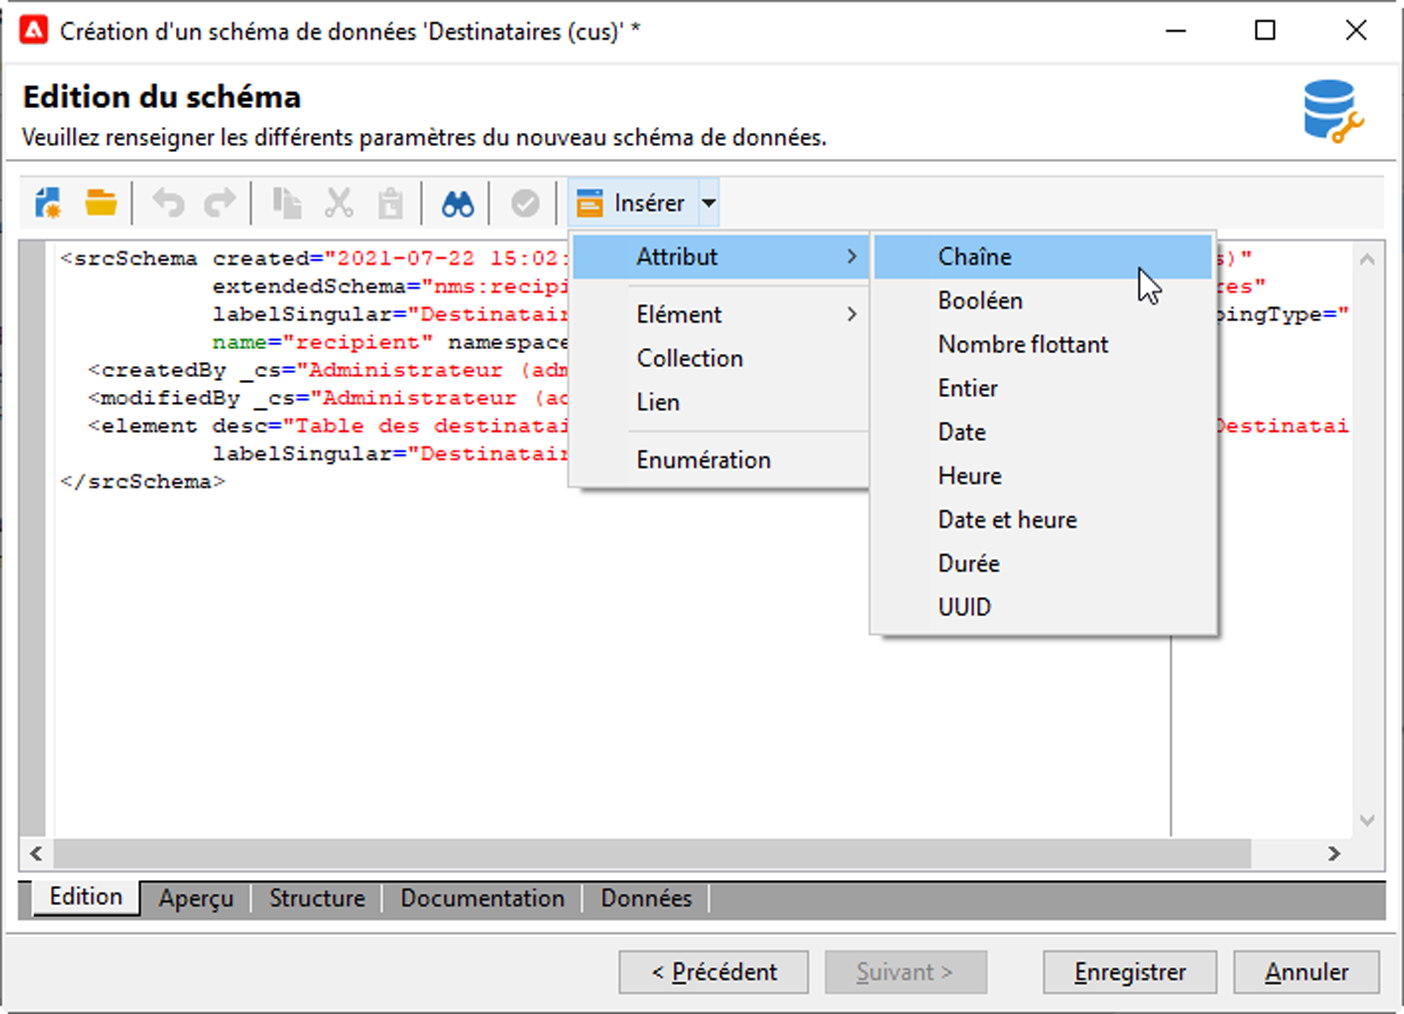 Création d'un schéma de données 'Destinataires (cus)' *
Edition du schéma
Veuillez renseigner les différents paramètres du nouveau schéma de données.
Insérer
<srcSchema created="2021-07-22 15:02: s)"
extendedSchema="nms:recipi res"
labelSingular="Destinatair pingType="
name="recipient" namespace
<createdBy _cs="Administrateur (adm
<modifiedBy _cs="Administrateur (ad
<element desc="Table des destinatai Destinatai
labelSingular="Destinatair
</srcSchema>
Attribut
Elément
Collection
Lien
Enumération
Chaîne
Booléen
Nombre flottant
Entier
Date
Heure
Date et heure
Durée
UUID
Edition Aperçu Structure Documentation Données
< Précédent Suivant > Enregistrer Annuler